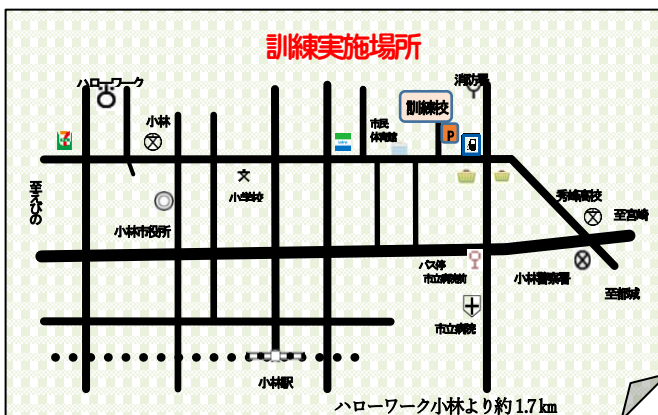 訓練実施場所
ハローワーク
消防署
訓練校
小林
市民
体育館
P
7
至えびの
小学校
秀峰高校
至宮崎
小林市役所
バス停
市立病院前
小林警察署
至都城
市立病院
小林駅
ハローワーク小林より約1.7㎞